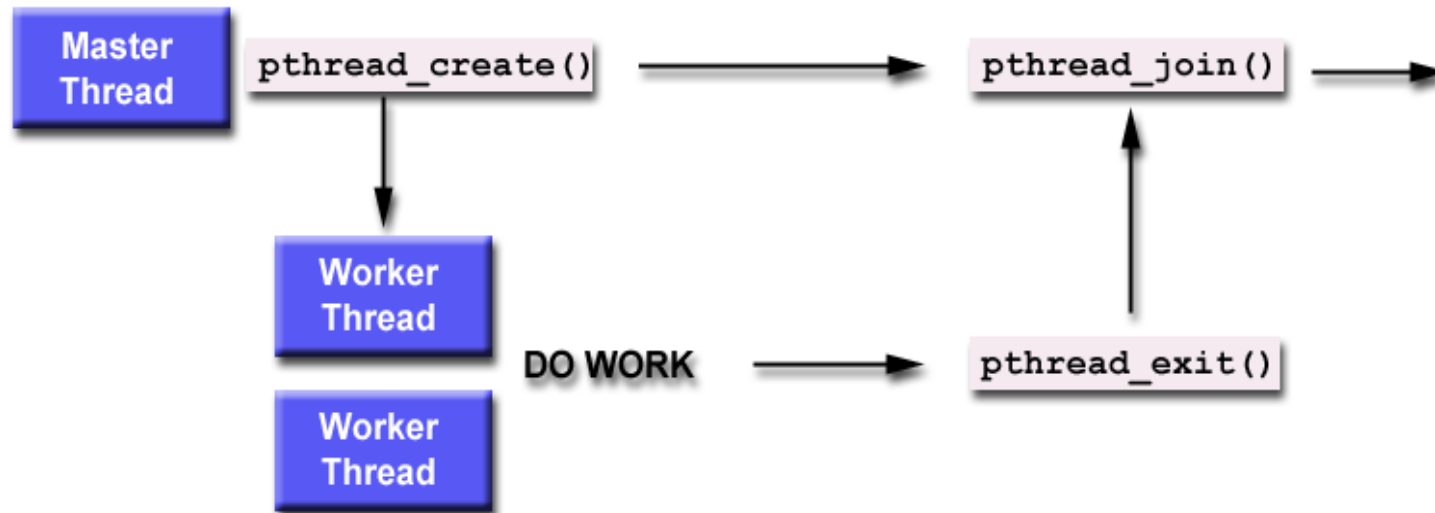 Master
Thread
pthread_create()
pthread_join()
Worker
Thread
DO WORK
pthread_exit()
Worker
Thread